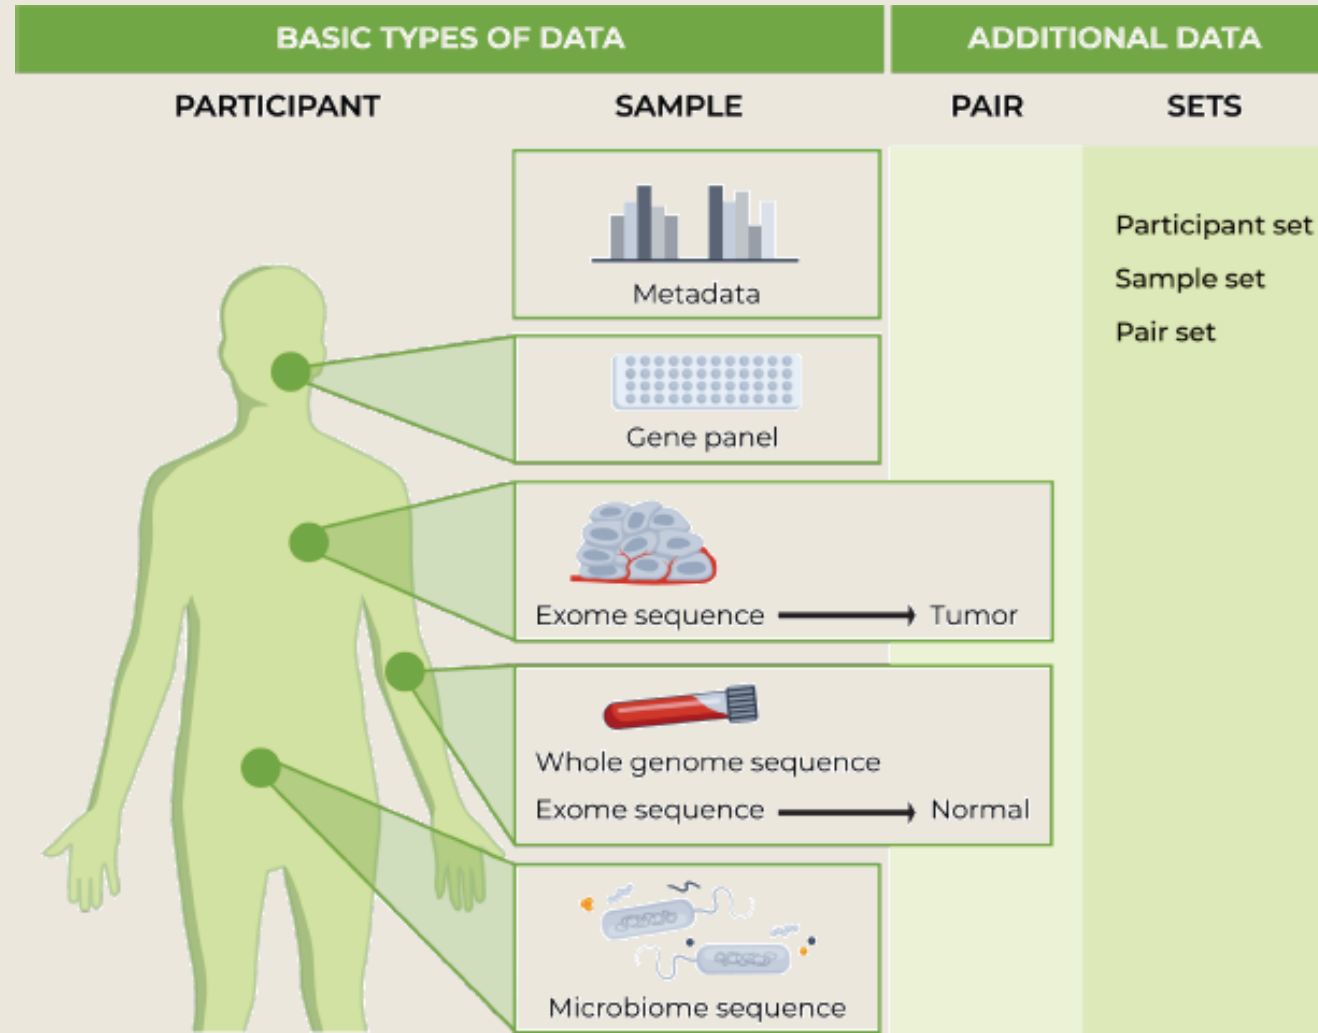 BASIC TYPES OF DATA
ADDITIONAL DATA
PARTICIPANT
SAMPLE
PAIR
SETS
Metadata
Gene panel
Exome sequence
Tumor
Whole genome sequence
Exome sequence
Normal
Microbiome sequence
Participant set
Sample set
Pair set